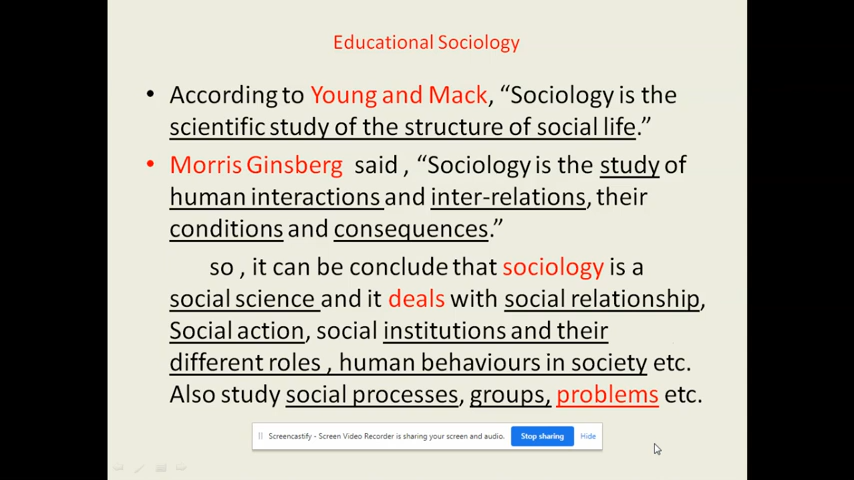 Educational Sociology
• According to Young and Mack, “Sociology is the
scientific study of the structure of social life.”
• Morris Ginsberg said , “Sociology is the study of
human interactions and inter-relations, their
conditions and consequences.”
so , it can be conclude that sociology is a
social science and it deals with social relationship,
Social action, social institutions and their
different roles , human behaviours in society etc.
Also study social processes, groups, problems etc.
Screencastify - Screen Video Recorder is sharing your screen and audio. Stop sharing Hide